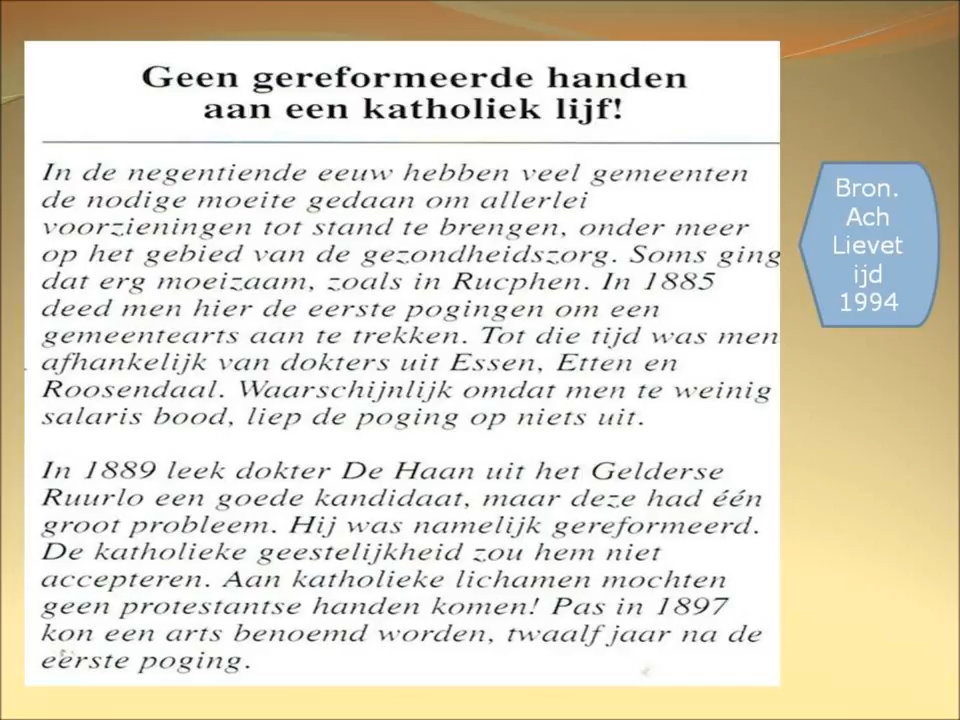 Geen gereformeerde handen
aan een katholiek lijf!
In de negentiende eeuw hebben veel gemeenten
de nodige moeite gedaan om allerlei
voorzieningen tot stand te brengen, onder meer
op het gebied van de gezondheidszorg. Soms ging
dat erg moeizaam, zoals in Rucphen. In 1885
deed men hier de eerste pogingen om een
gemeentearts aan te trekken. Tot die tijd was men
afhankelijk van dokters uit Essen, Etten en
Roosendaal. Waarschijnlijk omdat men te weinig
salaris bood, liep de poging op niets uit.
In 1889 leek dokter De Haan uit het Gelderse
Ruurlo een goede kandidaat, maar deze had één
groot probleem. Hij was namelijk gereformeerd.
De katholieke geestelijkheid zou hem niet
accepteren. Aan katholieke lichamen mochten
geen protestantse handen komen! Pas in 1897
kon een arts benoemd worden, twaalf jaar na de
eerste poging.
Bron.
Ach
Lievet
ijd
1994